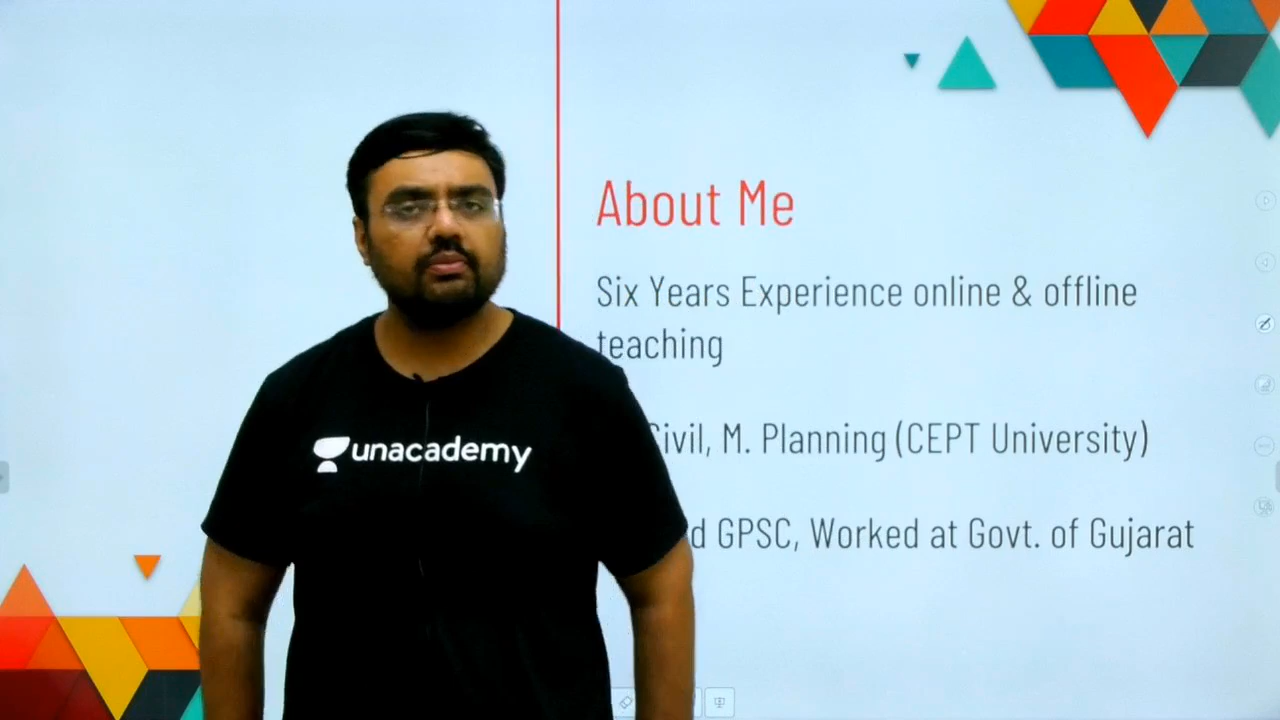 About Me
Six Years Experience online & offline
teaching
Civil, M. Planning (CEPT University)
GPSC, Worked at Govt. of Gujarat
unacademy